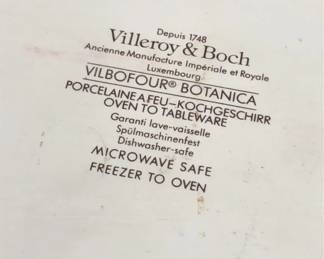 Depuis 1748
Villeroy & Boch
Ancienne Manufacture Impériale et Royale
Luxembourg
VILBOFOUR® BOTANICA
PORCELAINE A FEU-KOCHGESCHIRR
OVEN TO TABLEWARE
Garanti lave-vaisselle
Spülmaschinenfest
Dishwasher-safe
MICROWAVE SAFE
FREEZER TO OVEN